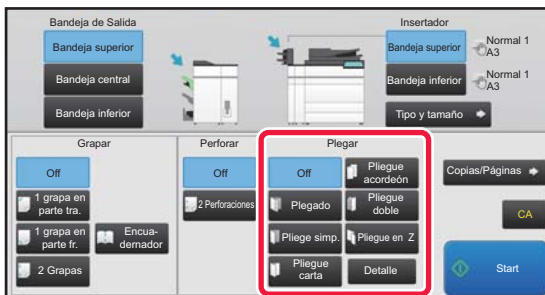 Bandeja de Salida
Insertador
Bandeja superior
Bandeja superior
Normal 1
A3
Bandeja central
Bandeja inferior
Normal 1
A3
Bandeja inferior
Tipo y tamaño
Grapar
Perforar
Plegar
Off
Off
Off
Pliegue
acordeón
Copias/Páginas
1 grapa en
parte tra.
2 Perforaciones
Plegado
Pliegue
doble
CA
1 grapa en
parte fr.
Encua-
dernador
Pliege simp.
Pliegue en Z
2 Grapas
Pliegue
carta
Detalle
Start